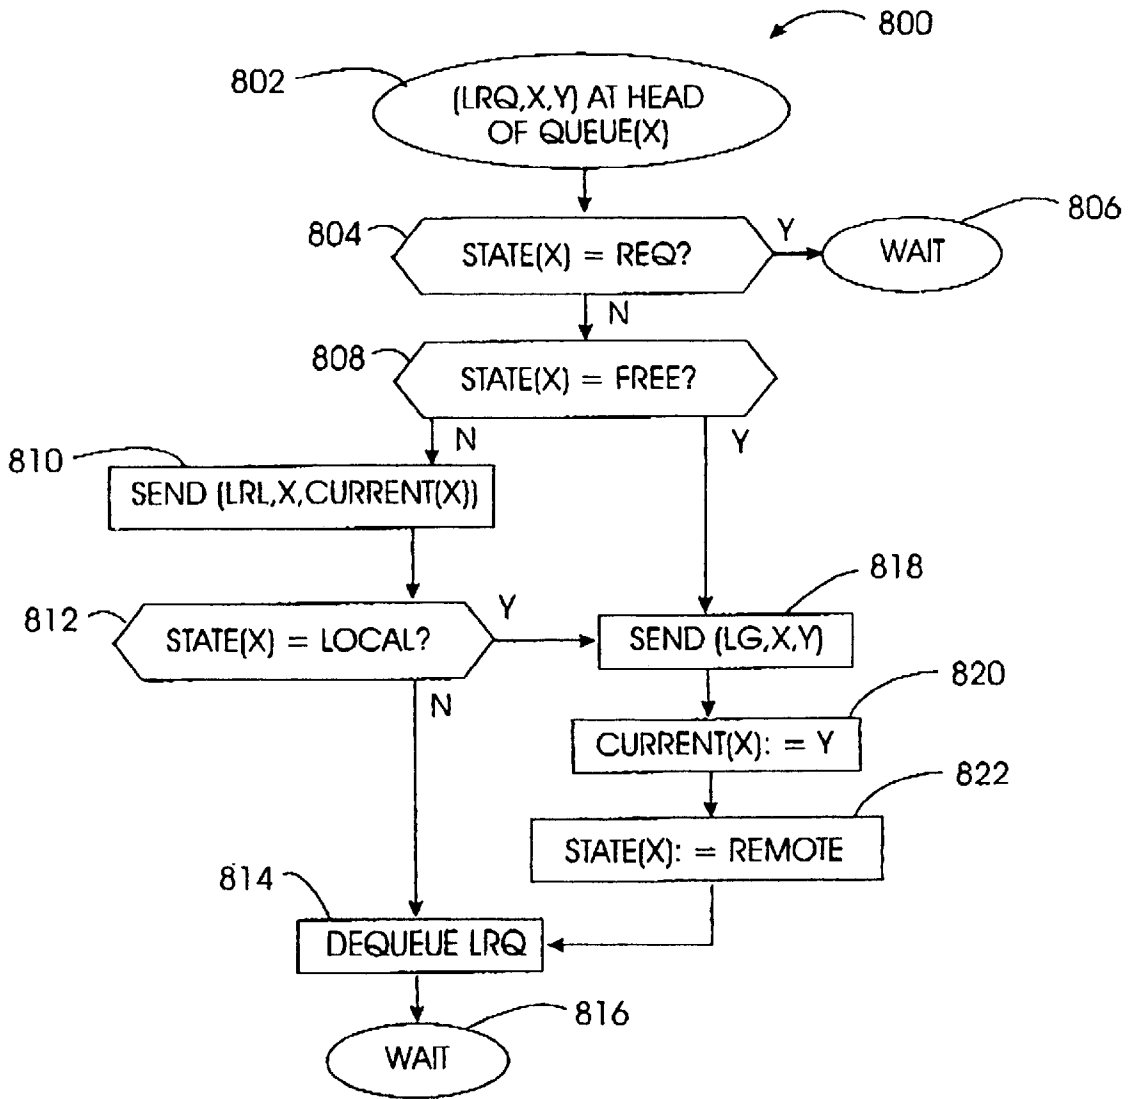 800
802
(LRQ,X,Y) AT HEAD
OF QUEUE(X)
804
STATE(X) = REQ?
Y
WAIT
806
N
808
STATE(X) = FREE?
N
Y
810
SEND (LRL,X,CURRENT(X))
818
812
STATE(X) = LOCAL?
Y
SEND (LG,X,Y)
N
820
CURRENT(X): = Y
822
STATE(X): = REMOTE
814
DEQUEUE LRQ
816
WAIT